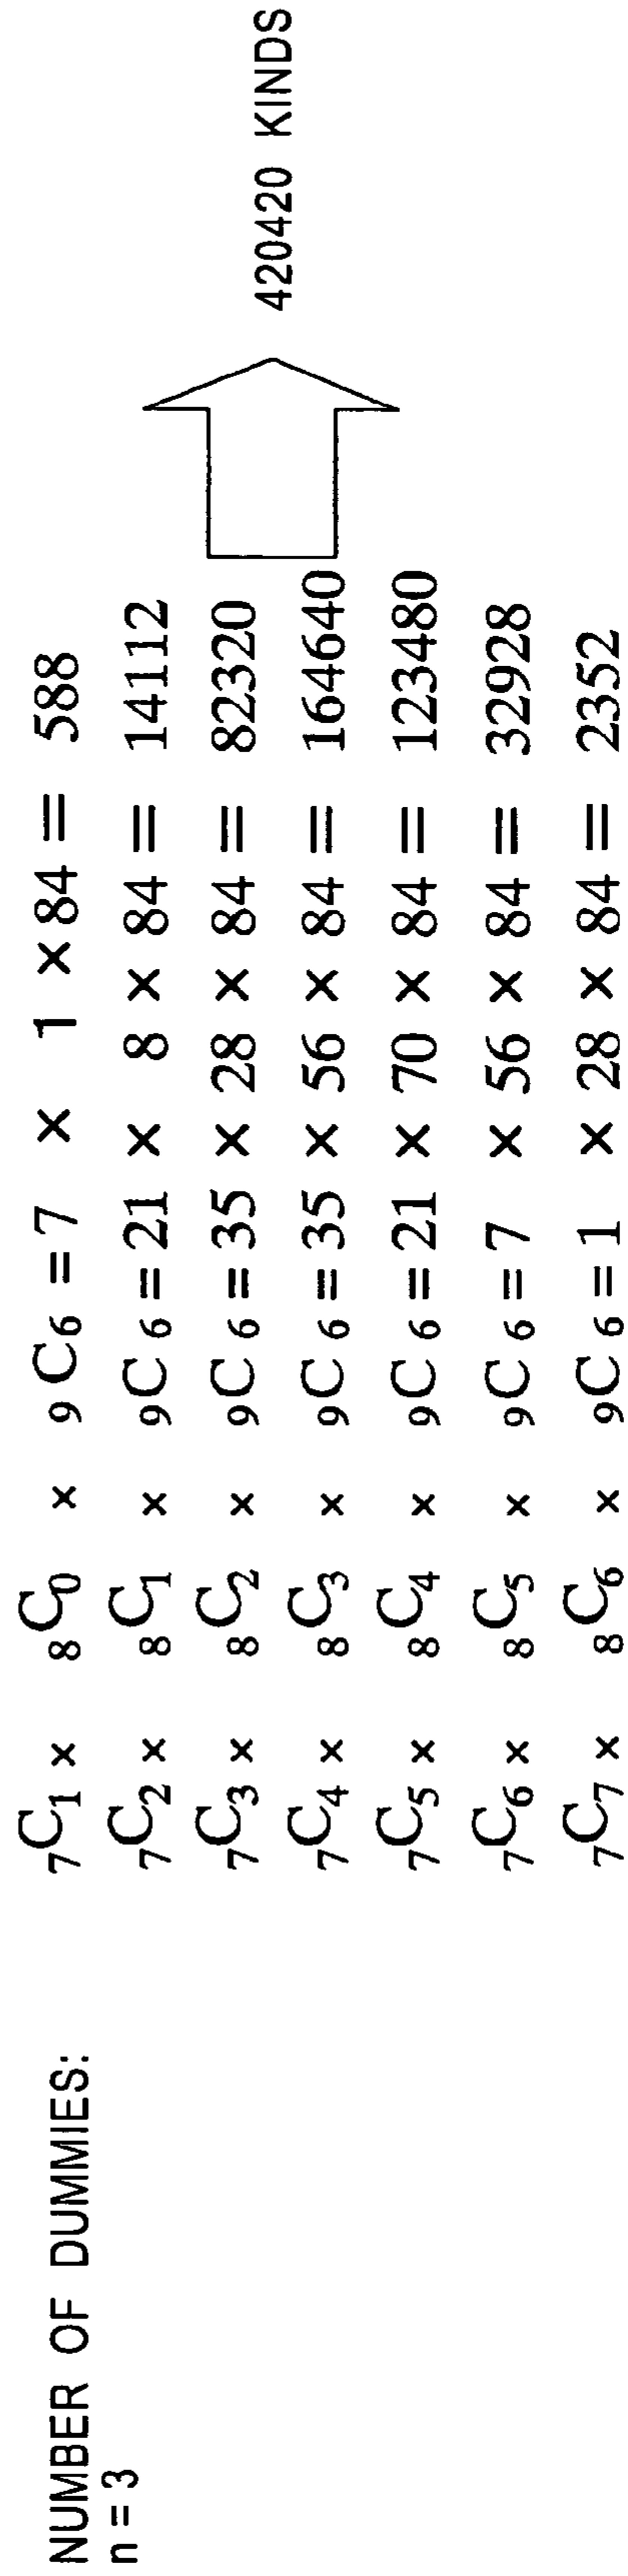 NUMBER OF DUMMIES:
n = 3
₇C₁ × ₈C₀ × ₉C₆ = 7 × 1 × 84 = 588
₇C₂ × ₈C₁ × ₉C₆ = 21 × 8 × 84 = 14112
₇C₃ × ₈C₂ × ₉C₆ = 35 × 28 × 84 = 82320
₇C₄ × ₈C₃ × ₉C₆ = 35 × 56 × 84 = 164640
₇C₅ × ₈C₄ × ₉C₆ = 21 × 70 × 84 = 123480
₇C₆ × ₈C₅ × ₉C₆ = 7 × 56 × 84 = 32928
₇C₇ × ₈C₆ × ₉C₆ = 1 × 28 × 84 = 2352
420420 KINDS